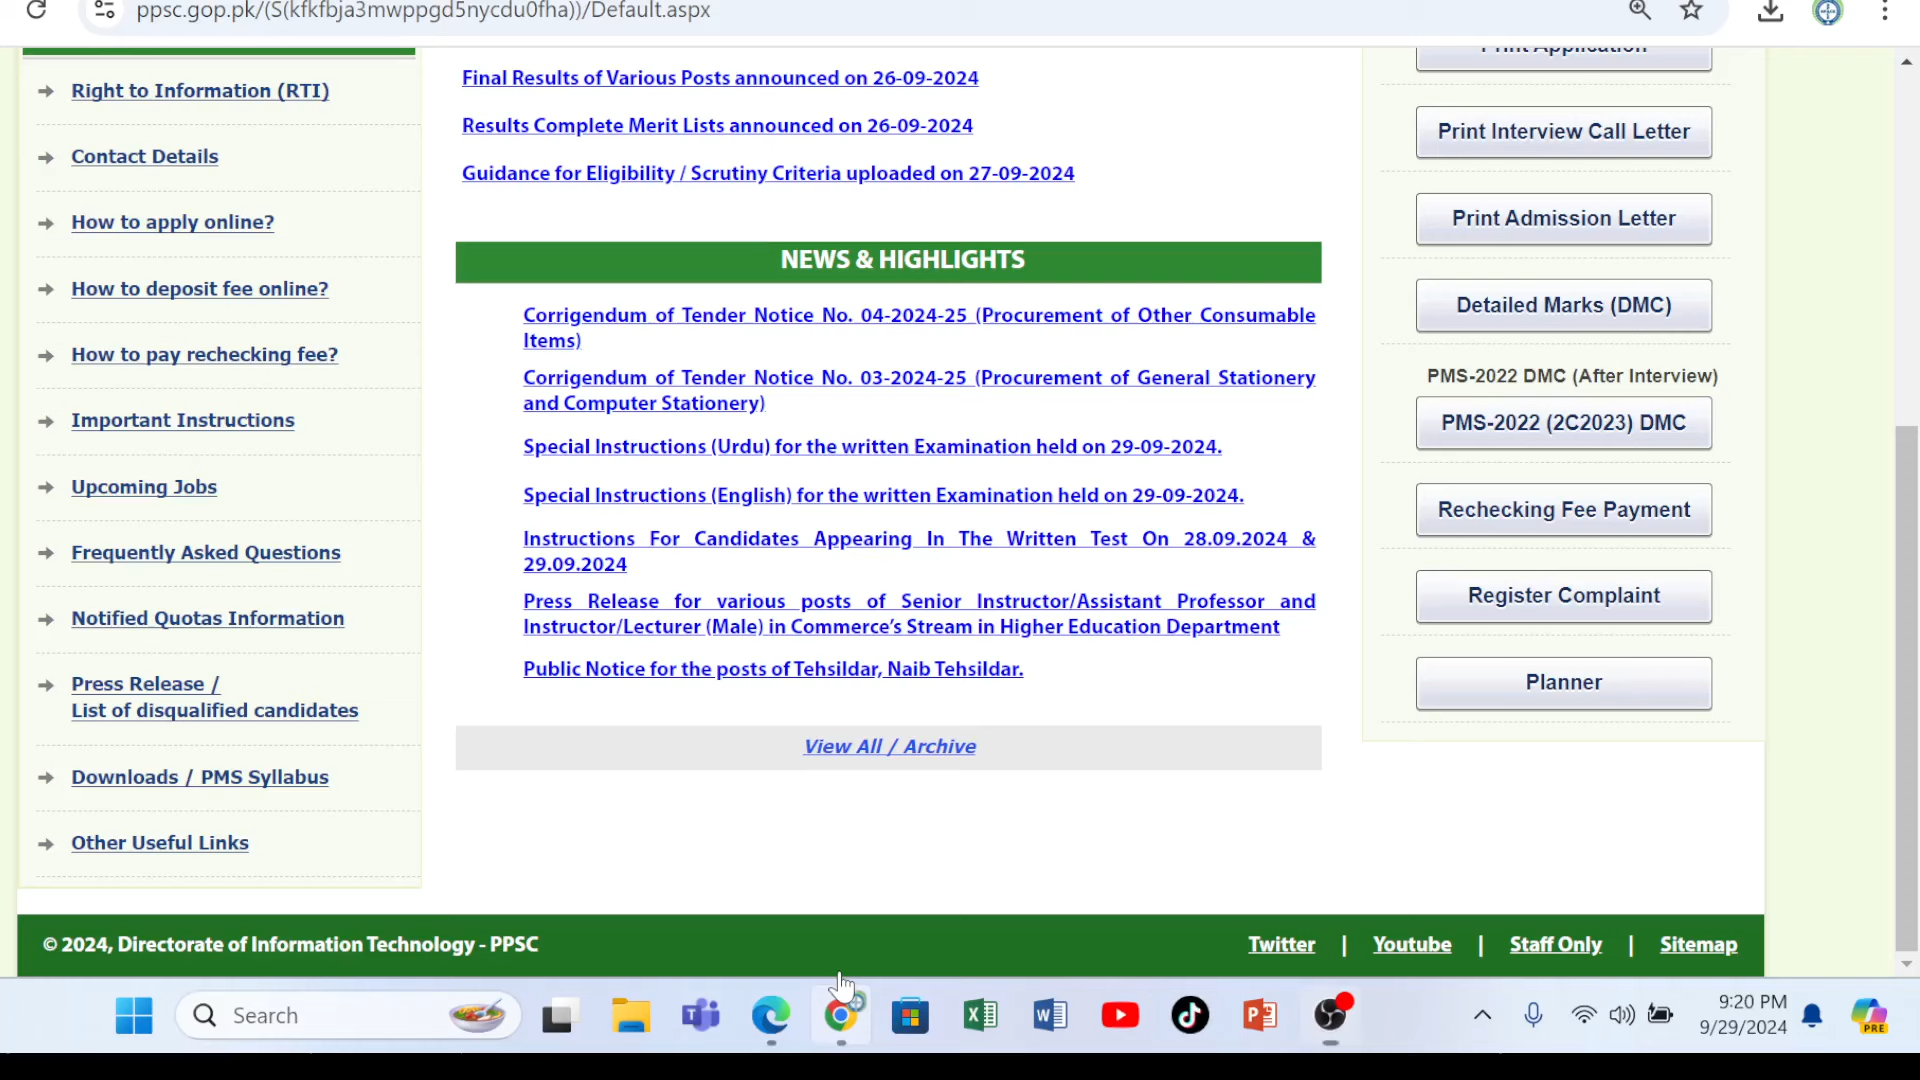 ppsc.gop.pk/(S(kfkfbja3mwppgd5nycdu0fha))/Default.aspx
Right to Information (RTI)
Contact Details
How to apply online?
How to deposit fee online?
How to pay rechecking fee?
Important Instructions
Upcoming Jobs
Frequently Asked Questions
Notified Quotas Information
Press Release /
List of disqualified candidates
Downloads / PMS Syllabus
Other Useful Links
Final Results of Various Posts announced on 26-09-2024
Results Complete Merit Lists announced on 26-09-2024
Guidance for Eligibility / Scrutiny Criteria uploaded on 27-09-2024
NEWS & HIGHLIGHTS
Corrigendum of Tender Notice No. 04-2024-25 (Procurement of Other Consumable
Items)
Corrigendum of Tender Notice No. 03-2024-25 (Procurement of General Stationery
and Computer Stationery)
Special Instructions (Urdu) for the written Examination held on 29-09-2024.
Special Instructions (English) for the written Examination held on 29-09-2024.
Instructions For Candidates Appearing In The Written Test On 28.09.2024 &
29.09.2024
Press Release for various posts of Senior Instructor/Assistant Professor and
Instructor/Lecturer (Male) in Commerce’s Stream in Higher Education Department
Public Notice for the posts of Tehsildar, Naib Tehsildar.
View All / Archive
Print Application
Print Interview Call Letter
Print Admission Letter
Detailed Marks (DMC)
PMS-2022 DMC (After Interview)
PMS-2022 (2C2023) DMC
Rechecking Fee Payment
Register Complaint
Planner
© 2024, Directorate of Information Technology - PPSC
Twitter | Youtube | Staff Only | Sitemap
Search
9:20 PM
9/29/2024
PRE